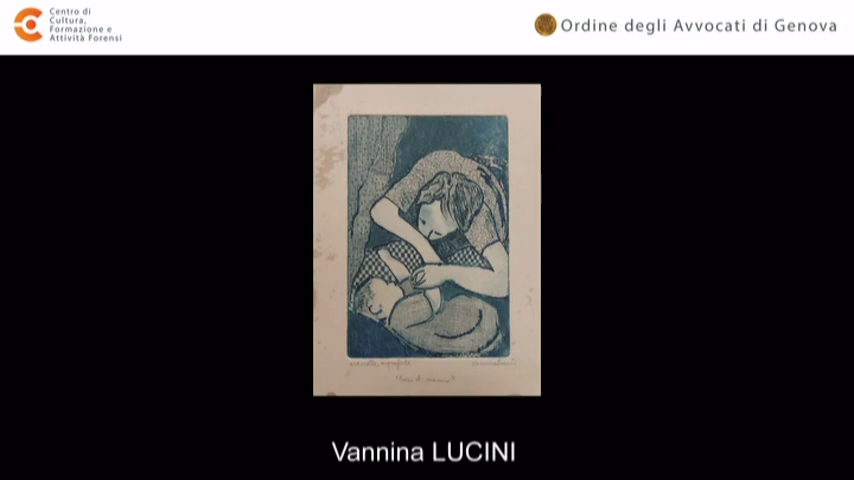 Centro di
Cultura,
Formazione e
Attività Forensi
Ordine degli Avvocati di Genova
Vannina LUCINI